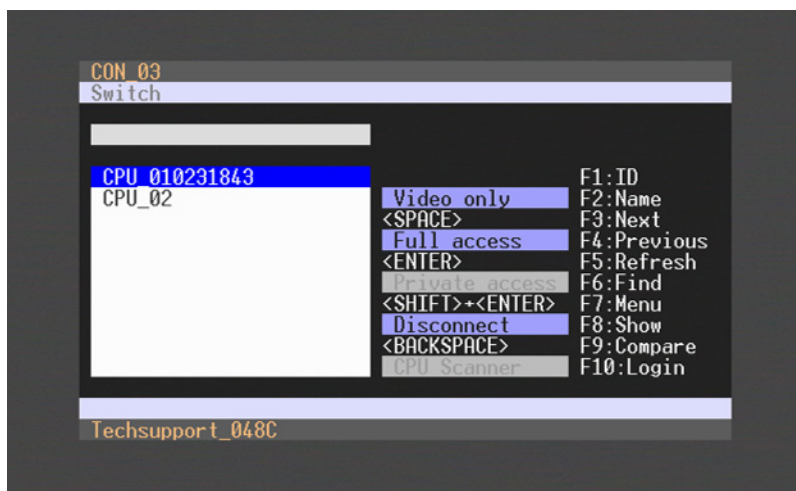 CON_03
Switch
CPU_010231843
CPU_02
Video only
<SPACE>
Full access
<ENTER>
Private access
<SHIFT>+<ENTER>
Disconnect
<BACKSPACE>
CPU Scanner
F1:ID
F2:Name
F3:Next
F4:Previous
F5:Refresh
F6:Find
F7:Menu
F8:Show
F9:Compare
F10:Login
Techsupport_048C